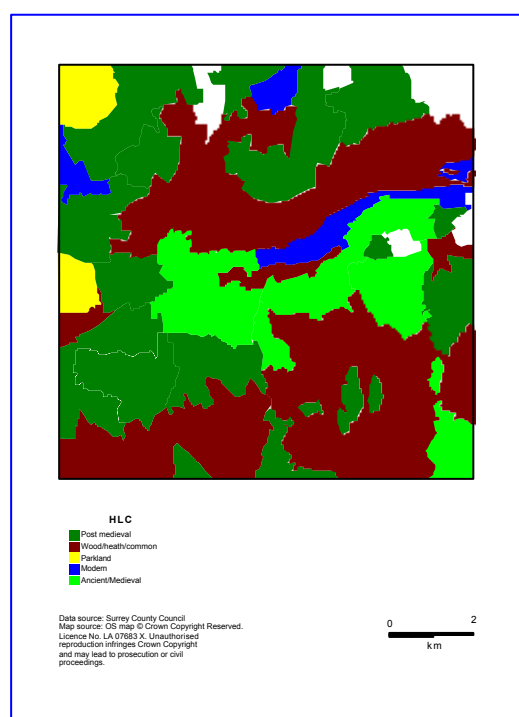 HLC
Post medieval
Wood/heath/common
Parkland
Modern
Ancient/Medieval
Data source: Surrey County Council
Map source: OS map © Crown Copyright Reserved.
Licence No. LA 07683 X. Unauthorised
reproduction infringes Crown Copyright
and may lead to prosecution or civil
proceedings.
0 2
km